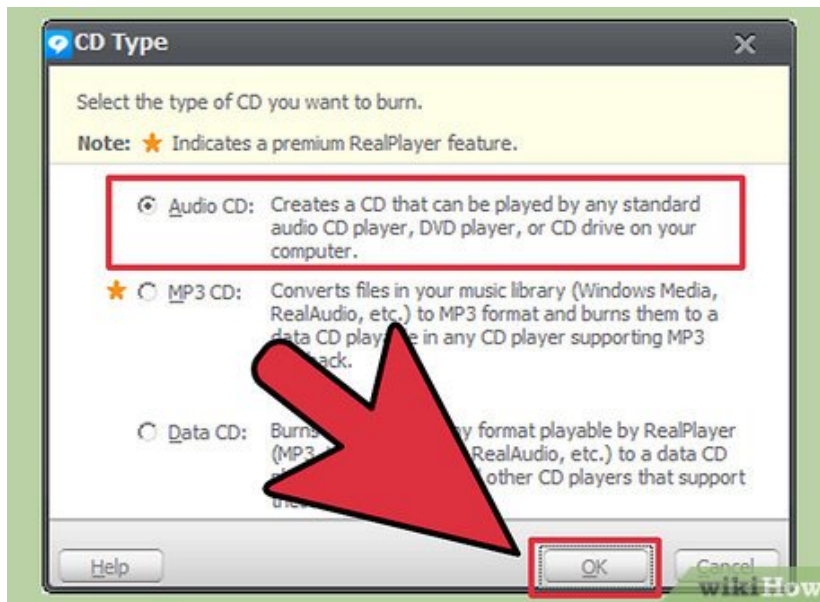 CD Type
Select the type of CD you want to burn.
Note: Indicates a premium RealPlayer feature.
Audio CD: Creates a CD that can be played by any standard
audio CD player, DVD player, or CD drive on your
computer.
MP3 CD: Converts files in your music library (Windows Media,
RealAudio, etc.) to MP3 format and burns them to a
data CD in any CD player supporting MP3
Data CD: Burns format playable by RealPlayer
(MP3, RealAudio, etc.) to a data CD
other CD players that support
Help
OK
Cancel
wikiHow